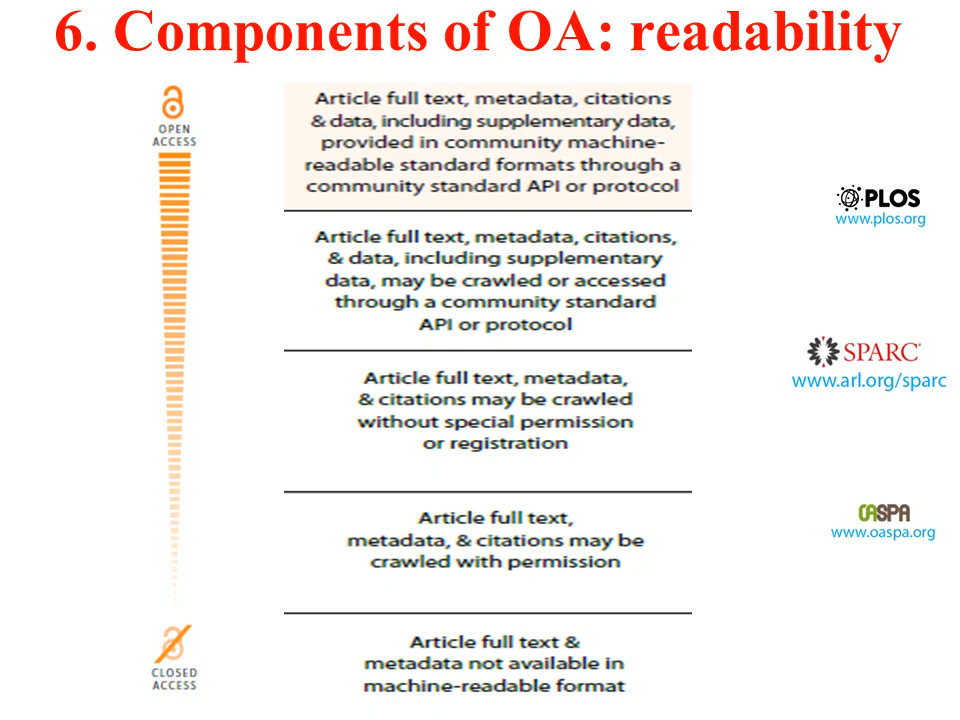 6. Components of OA: readability
OPEN
ACCESS
Article full text, metadata, citations
& data, including supplementary data,
provided in community machine-
readable standard formats through a
community standard API or protocol
PLOS
www.plos.org
Article full text, metadata, citations,
& data, including supplementary
data, may be crawled or accessed
through a community standard
API or protocol
SPARC
www.arl.org/sparc
Article full text, metadata,
& citations may be crawled
without special permission
or registration
OASPA
www.oaspa.org
Article full text,
metadata, & citations may be
crawled with permission
CLOSED
ACCESS
Article full text &
metadata not available in
machine-readable format